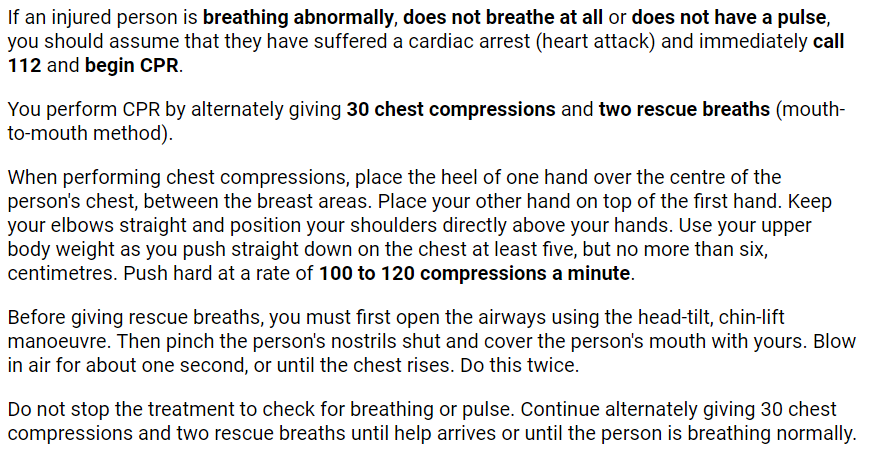 If an injured person is breathing abnormally, does not breathe at all or does not have a pulse,
you should assume that they have suffered a cardiac arrest (heart attack) and immediately call
112 and begin CPR.
You perform CPR by alternately giving 30 chest compressions and two rescue breaths (mouth-
to-mouth method).
When performing chest compressions, place the heel of one hand over the centre of the
person's chest, between the breast areas. Place your other hand on top of the first hand. Keep
your elbows straight and position your shoulders directly above your hands. Use your upper
body weight as you push straight down on the chest at least five, but no more than six,
centimetres. Push hard at a rate of 100 to 120 compressions a minute.
Before giving rescue breaths, you must first open the airways using the head-tilt, chin-lift
manoeuvre. Then pinch the person's nostrils shut and cover the person's mouth with yours. Blow
in air for about one second, or until the chest rises. Do this twice.
Do not stop the treatment to check for breathing or pulse. Continue alternately giving 30 chest
compressions and two rescue breaths until help arrives or until the person is breathing normally.